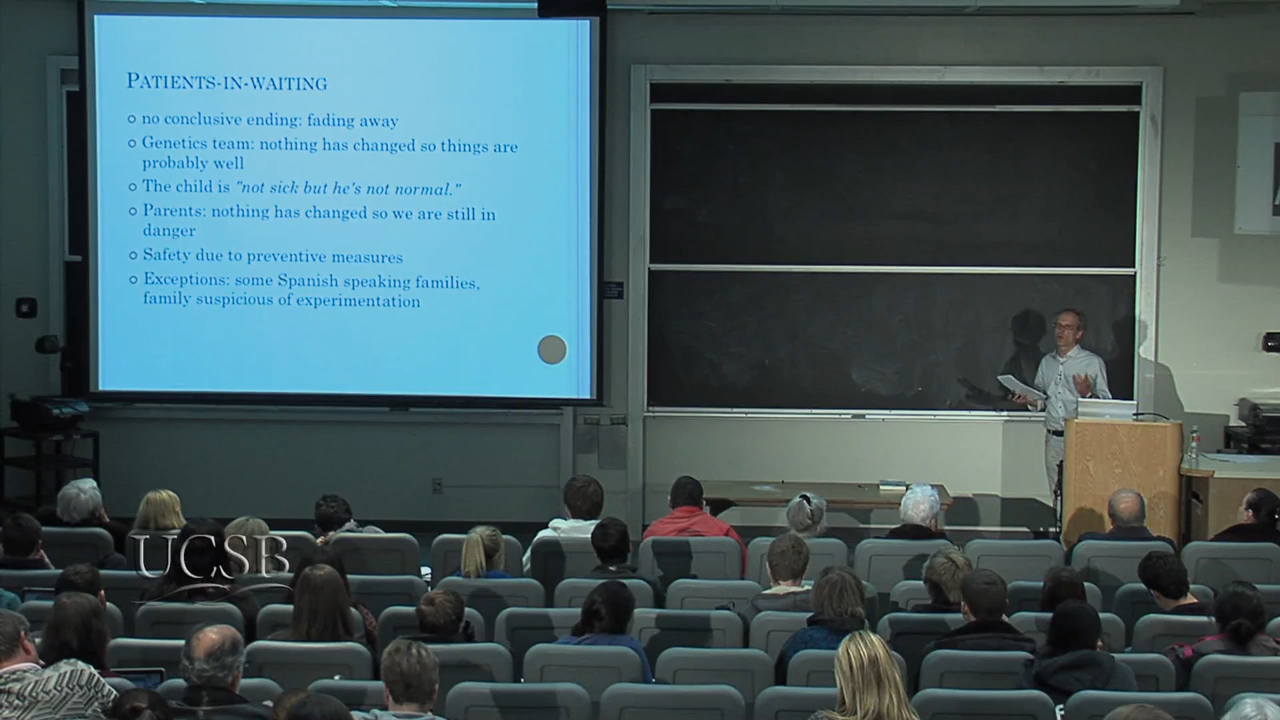 PATIENTS-IN-WAITING
no conclusive ending: fading away
Genetics team: nothing has changed so things are
probably well
The child is "not sick but he's not normal."
Parents: nothing has changed so we are still in
danger
Safety due to preventive measures
Exceptions: some Spanish speaking families,
family suspicious of experimentation
UCSB